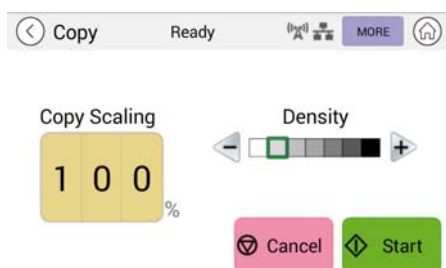 Copy Ready MORE
Copy Scaling Density
1 0 0 %
Cancel Start